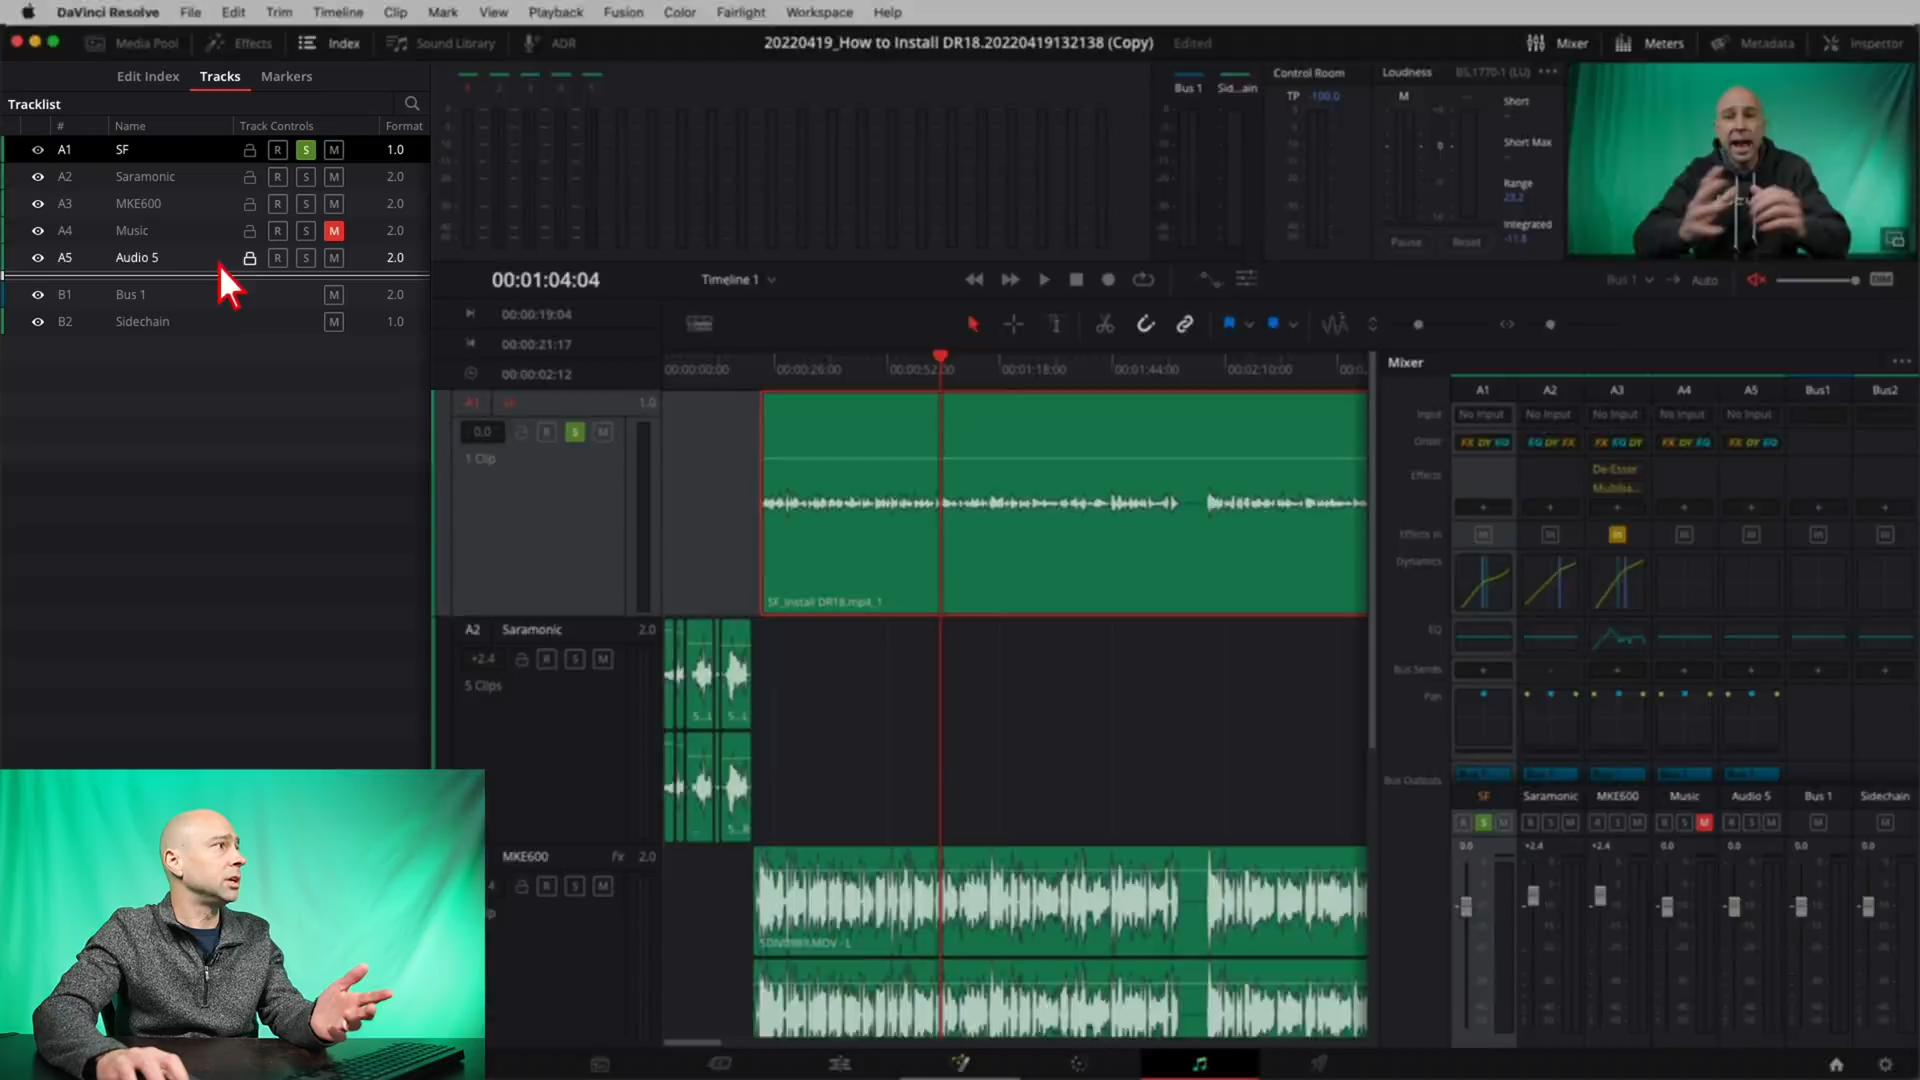 DaVinci Resolve File Edit Trim Timeline Clip Mark View Playback Fusion Color Fairlight Workspace Help
Media Pool Effects Index Sound Library ADR 20220419_How to Install DR18.20220419132138 (Copy) Edited Mixer Meters Metadata Inspector
Edit Index Tracks Markers
Tracklist
# Name Track Controls Format
A1 SF R S M 1.0
A2 Saramonic R S M 2.0
A3 MKE600 R S M 2.0
A4 Music R S M 2.0
A5 Audio 5 R S M 2.0
B1 Bus 1 M 2.0
B2 Sidechain M 1.0
Bus 1 Sid...ain
Control Room
TP -100.0
Loudness BS.1770-1 (LU)
M
Short
Short Max
Range
23.2
Integrated
-11.8
Pause Reset
00:01:04:04 Timeline 1 Bus 1 Auto DIM
00:00:19:04
00:00:21:17
00:00:02:12
00:00:00:00 00:00:26:00 00:00:52:00 00:01:18:00 00:01:44:00 00:02:10:00
A1 SF 1.0
0.0 R S M
1 Clip
SF_Install DR18.mp4_1
A2 Saramonic 2.0
+2.4 R S M
5 Clips
S...L S...L
MKE600 fx 2.0
R S M
Mixer
A1 A2 A3 A4 A5 Bus1 Bus2
Input No Input No Input No Input No Input No Input
Order FX DY EQ EQ DY FX FX EQ DY FX DY EQ FX DY EQ
Effects De-Esser
Effects In
Dynamics
EQ
Bus Sends
Pan
Bus Outputs
SF Saramonic MKE600 Music Audio 5 Bus 1 Sidechain
R S M R S M R S M R S M R S M M M
0.0 +2.4 +2.4 0.0 0.0 0.0 0.0